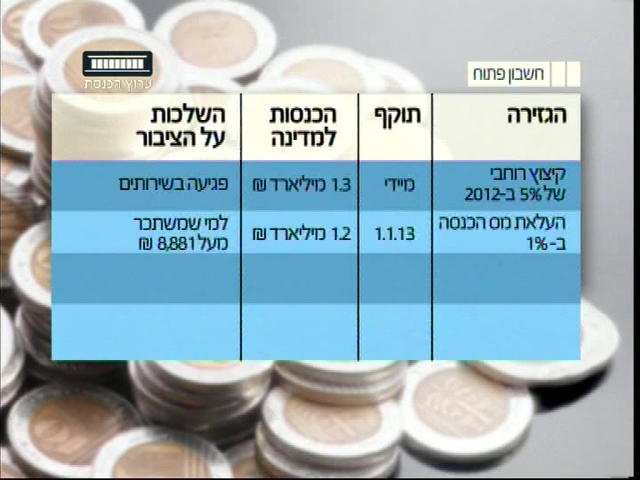 ערוץ הכנסת
חשבון פתוח
הגזירה
תוקף
הכנסות
למדינה
השלכות
על הציבור
קיצוץ רוחבי
של 5% ב-2012
מיידי
1.3 מיליארד ₪
פגיעה בשירותים
העלאת מס הכנסה
ב-1%
1.1.13
1.2 מיליארד ₪
למי שמשתכר
מעל 8,881 ₪